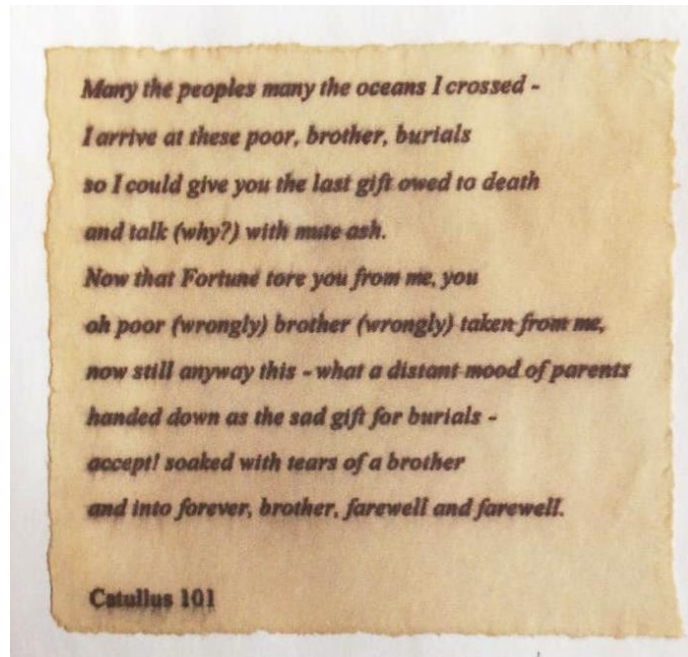 Many the peoples many the oceans I crossed -
I arrive at these poor, brother, burials
so I could give you the last gift owed to death
and talk (why?) with mute ash.
Now that Fortune tore you from me, you
oh poor (wrongly) brother (wrongly) taken from me,
now still anyway this - what a distant mood of parents
handed down as the sad gift for burials -
accept! soaked with tears of a brother
and into forever, brother, farewell and farewell.
Catullus 101